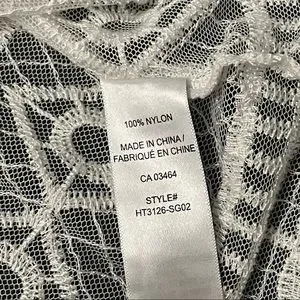 100% NYLON
MADE IN CHINA /
FABRIQUÉ EN CHINE
CA 03464
STYLE#
HT3126-SG02